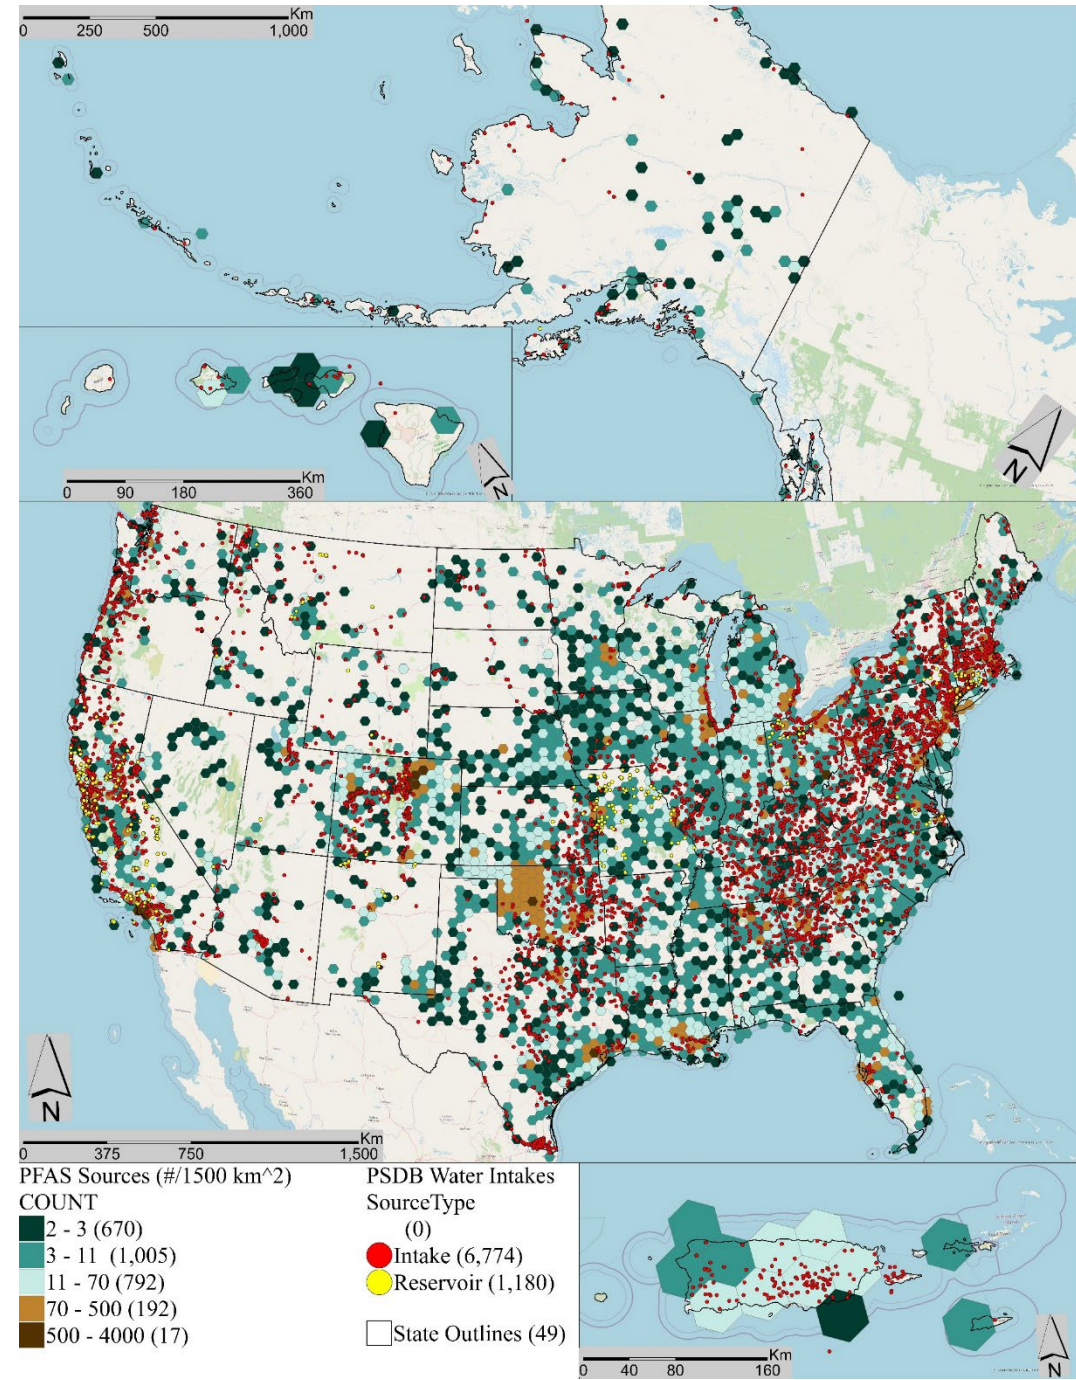 Km
0 250 500 1,000
N
Km
0 90 180 360
N
N
Km
0 375 750 1,500
PFAS Sources (#/1500 km^2)
COUNT
2 - 3 (670)
3 - 11 (1,005)
11 - 70 (792)
70 - 500 (192)
500 - 4000 (17)
PSDB Water Intakes
SourceType
(0)
Intake (6,774)
Reservoir (1,180)
State Outlines (49)
Km
0 40 80 160
N